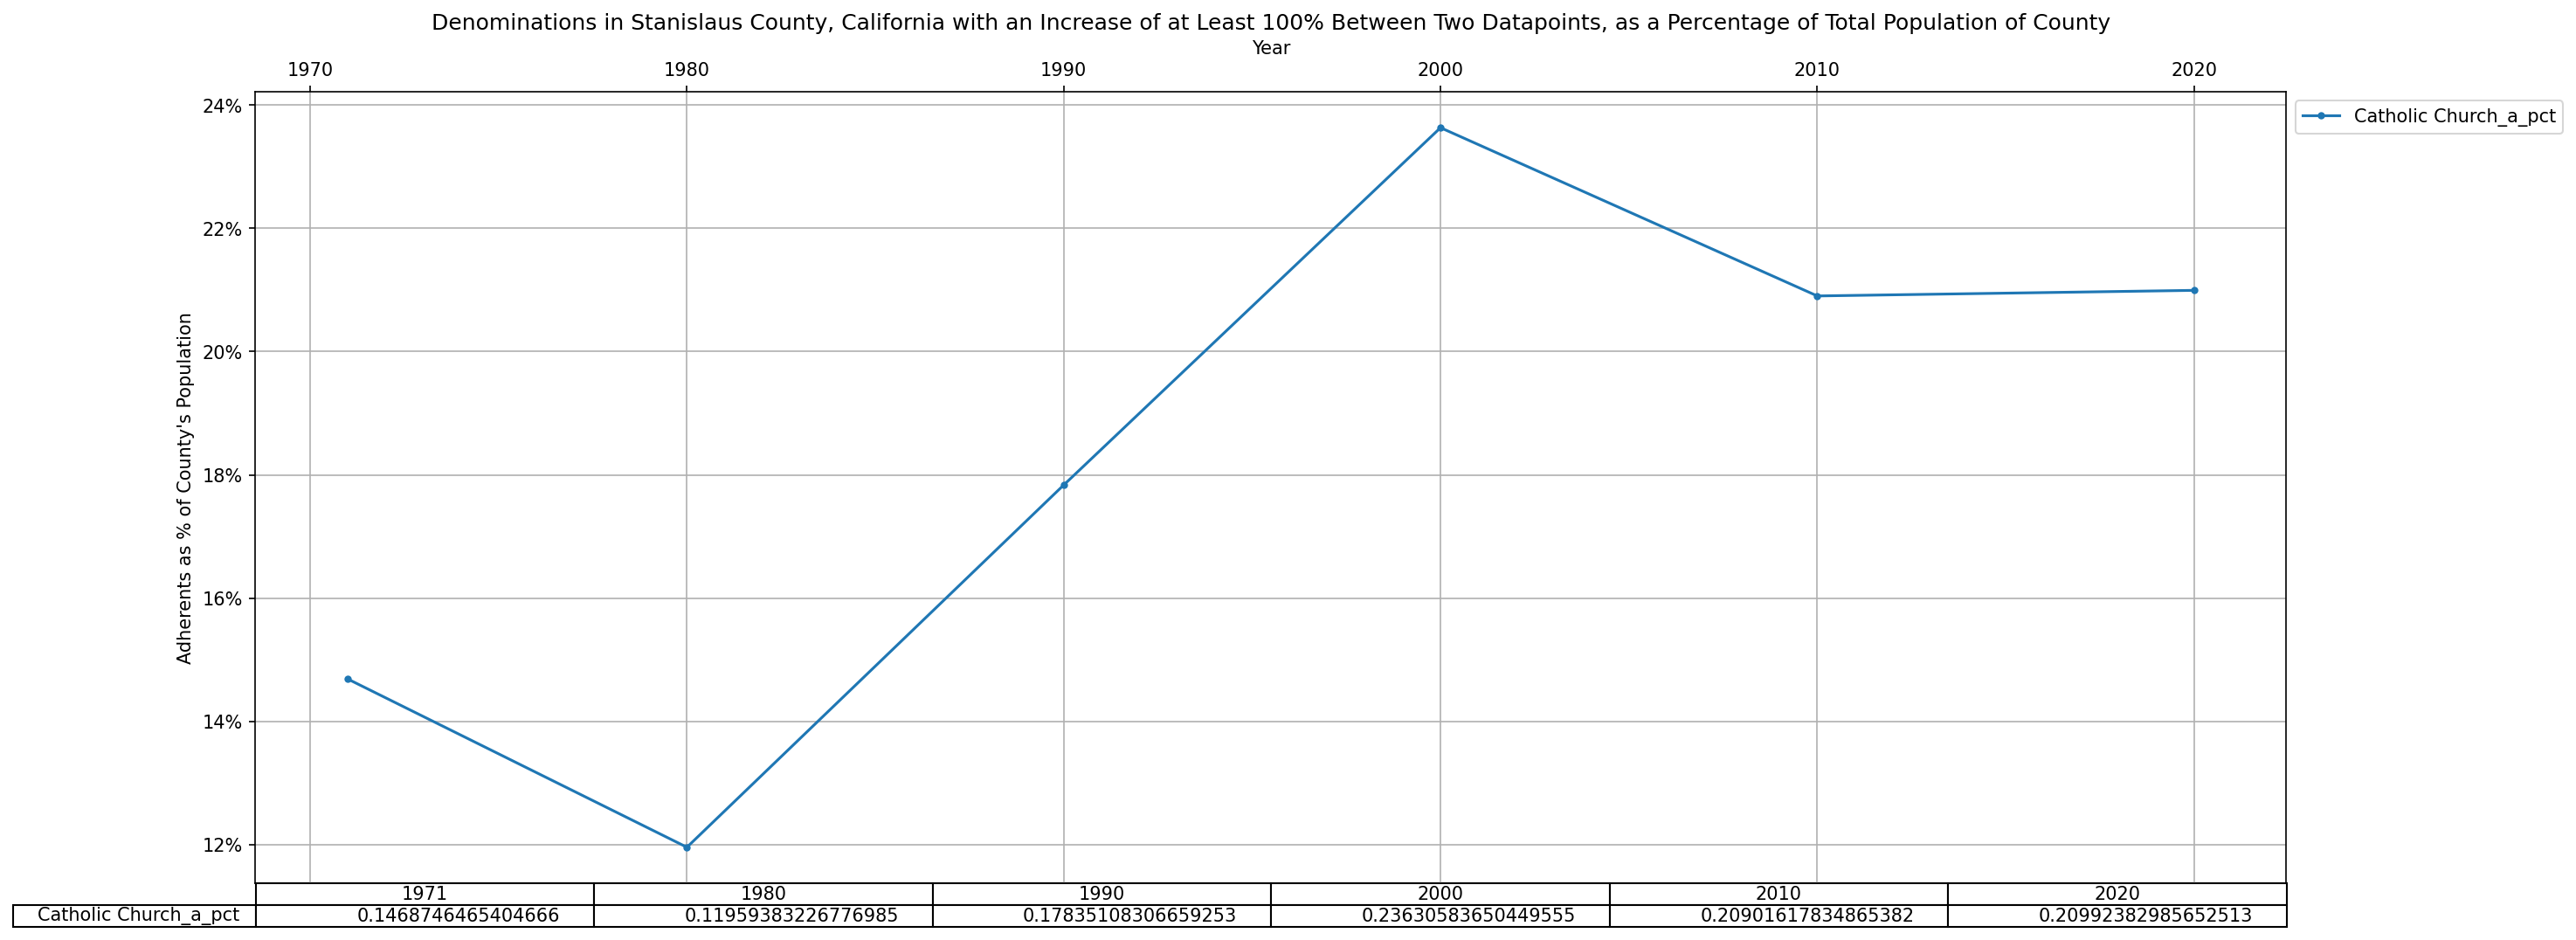 Denominations in Stanislaus County, California with an Increase of at Least 100% Between Two Datapoints, as a Percentage of Total Population of County
Year
1970 1980 1990 2000 2010 2020
Catholic Church_a_pct
24%
22%
20%
18%
16%
14%
12%
Adherents as % of County's Population
1971 1980 1990 2000 2010 2020
Catholic Church_a_pct 0.1468746465404666 0.11959383226776985 0.17835108306659253 0.23630583650449555 0.20901617834865382 0.20992382985652513